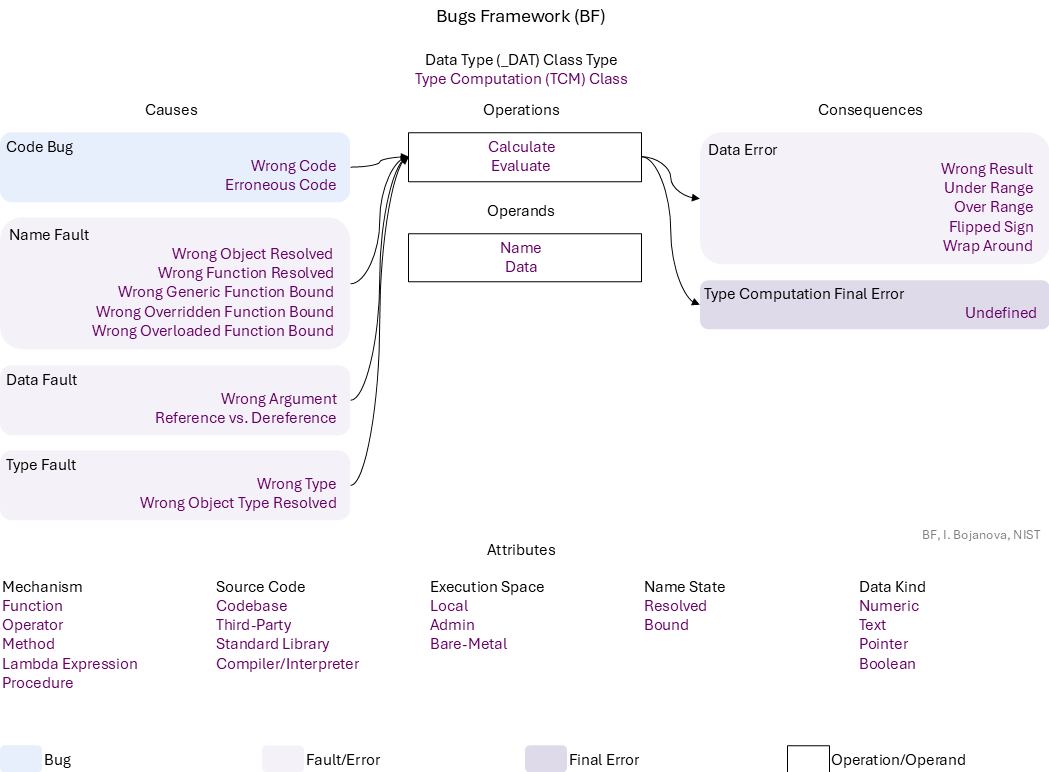 Bugs Framework (BF)
Data Type (_DAT) Class Type
Type Computation (TCM) Class
Causes
Operations
Consequences
Code Bug
Wrong Code
Erroneous Code
Name Fault
Wrong Object Resolved
Wrong Function Resolved
Wrong Generic Function Bound
Wrong Overridden Function Bound
Wrong Overloaded Function Bound
Data Fault
Wrong Argument
Reference vs. Dereference
Type Fault
Wrong Type
Wrong Object Type Resolved
Calculate
Evaluate
Operands
Name
Data
Data Error
Wrong Result
Under Range
Over Range
Flipped Sign
Wrap Around
Type Computation Final Error
Undefined
BF, I. Bojanova, NIST
Attributes
Mechanism
Function
Operator
Method
Lambda Expression
Procedure
Source Code
Codebase
Third-Party
Standard Library
Compiler/Interpreter
Execution Space
Local
Admin
Bare-Metal
Name State
Resolved
Bound
Data Kind
Numeric
Text
Pointer
Boolean
Bug
Fault/Error
Final Error
Operation/Operand